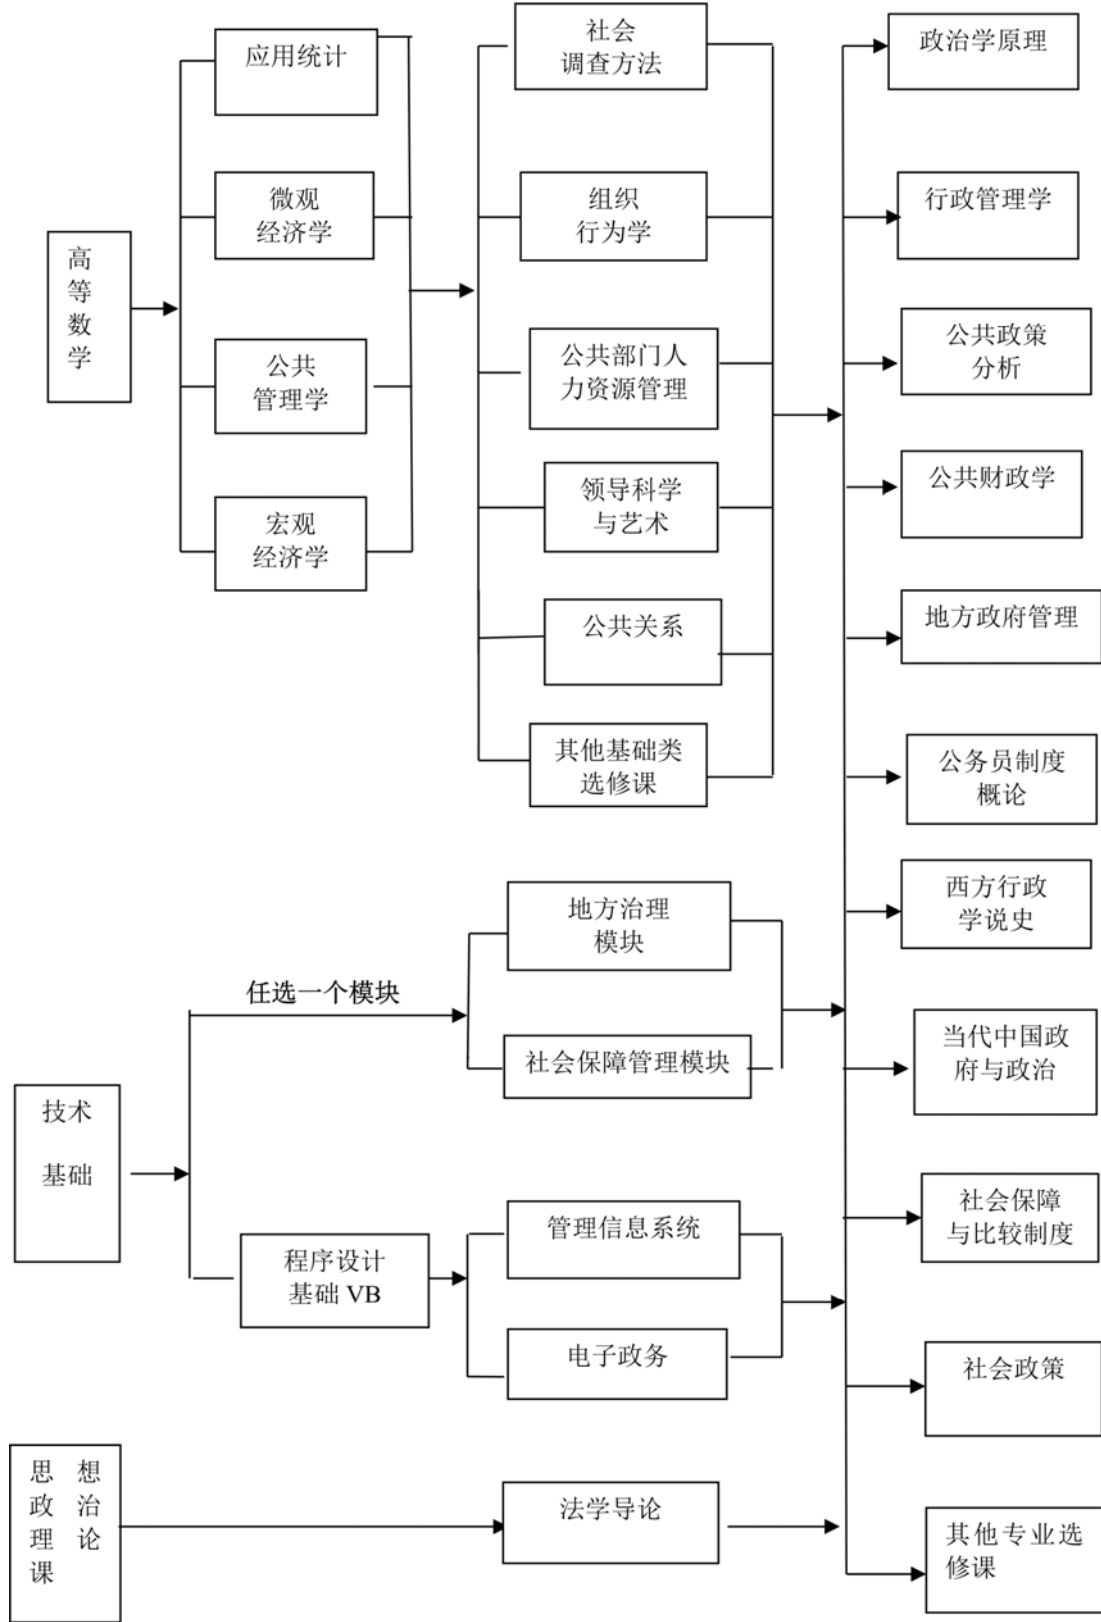 高
等
数
学
应用统计
微观
经济学
公共
管理学
宏观
经济学
社会
调查方法
组织
行为学
公共部门人
力资源管理
领导科学
与艺术
公共关系
其他基础类
选修课
技术
基础
任选一个模块
地方治理
模块
社会保障管理模块
程序设计
基础 VB
管理信息系统
电子政务
思 想
政 治
理 论
课
法学导论
政治学原理
行政管理学
公共政策
分析
公共财政学
地方政府管理
公务员制度
概论
西方行政
学说史
当代中国政
府与政治
社会保障
与比较制度
社会政策
其他专业选
修课